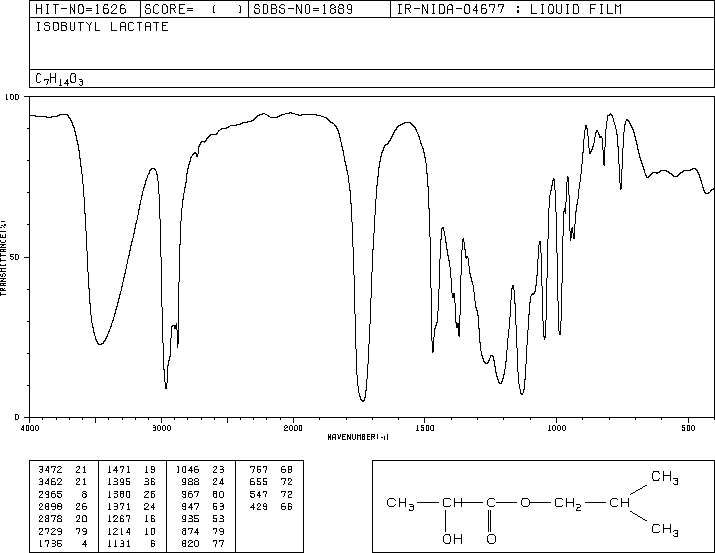 HIT-NO=1626 SCORE= ( ) SDBS-NO=1889 IR-NIDA-04677 : LIQUID FILM
ISOBUTYL LACTATE
C7H14O3
100
50
0
TRANSMITTANCE(%)
4000 3000 2000 1500 1000 500
WAVENUMBER(-1)
3472 21 1471 19 1046 23 757 68
3462 21 1395 36 988 24 655 72
2965 8 1380 26 967 60 547 72
2898 26 1371 24 947 53 429 66
2878 20 1267 16 935 53
2729 79 1214 10 874 79
1735 4 1131 6 820 77
CH3
CH3 CH C O CH2 CH
OH O CH3